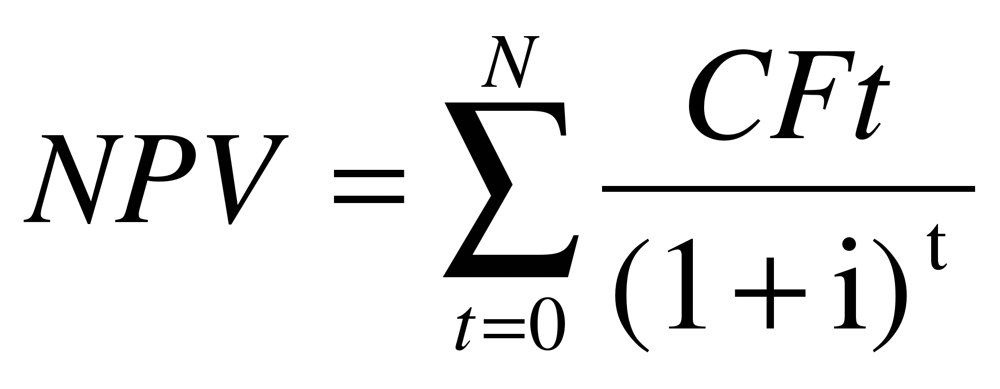 N
NPV = ∑ CFt
(1+i)^t
t=0